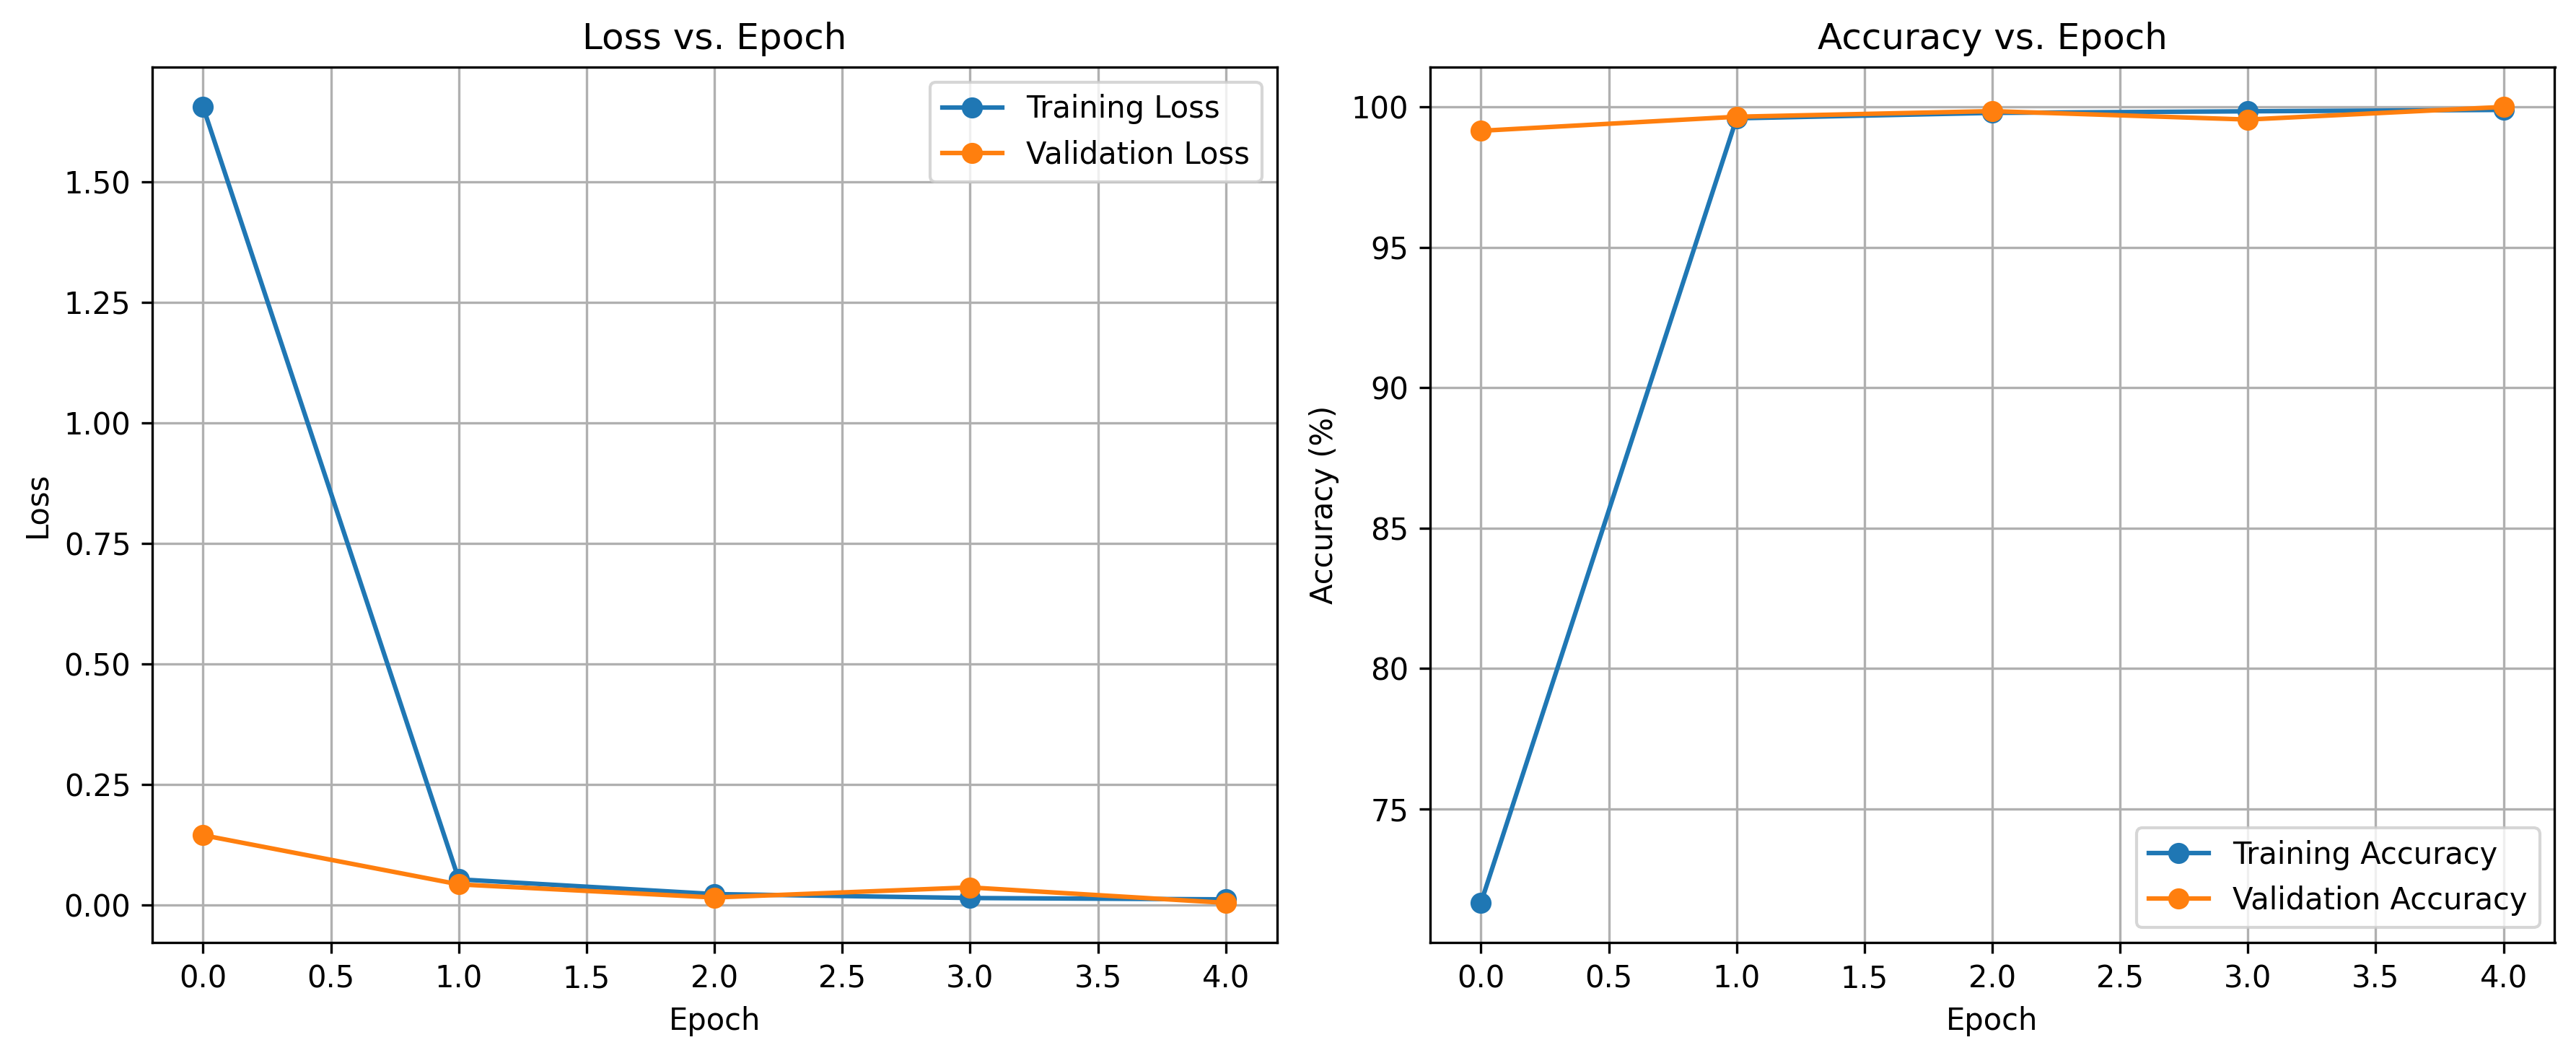 Loss vs. Epoch
Training Loss
Validation Loss
1.50
1.25
1.00
0.75
0.50
0.25
0.00
Loss
0.0 0.5 1.0 1.5 2.0 2.5 3.0 3.5 4.0
Epoch
Accuracy vs. Epoch
100
95
90
85
80
75
Accuracy (%)
Training Accuracy
Validation Accuracy
0.0 0.5 1.0 1.5 2.0 2.5 3.0 3.5 4.0
Epoch